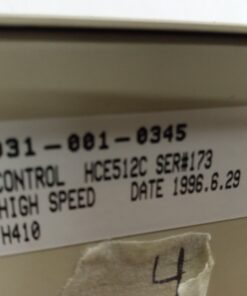 031-001-0345
CONTROL HCE512C SER#173
HIGH SPEED DATE 1996.6.29
H410
4